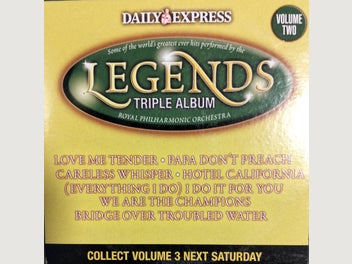 DAILY EXPRESS
VOLUME
TWO
Some of the world's greatest ever hits performed by the
LEGENDS
TRIPLE ALBUM
ROYAL PHILHARMONIC ORCHESTRA
LOVE ME TENDER • PAPA DON'T PREACH
CARELESS WHISPER • HOTEL CALIFORNIA
(EVERYTHING I DO) I DO IT FOR YOU
WE ARE THE CHAMPIONS
BRIDGE OVER TROUBLED WATER
COLLECT VOLUME 3 NEXT SATURDAY